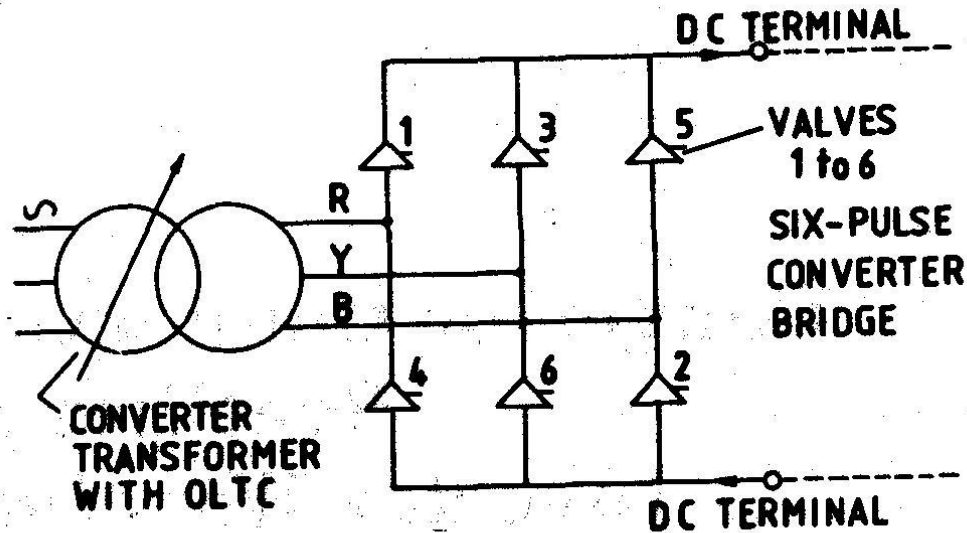 DC TERMINAL
1
3
5
VALVES
1 to 6
S
R
Y
B
SIX-PULSE
CONVERTER
BRIDGE
4
6
2
CONVERTER
TRANSFORMER
WITH OLTC
DC TERMINAL